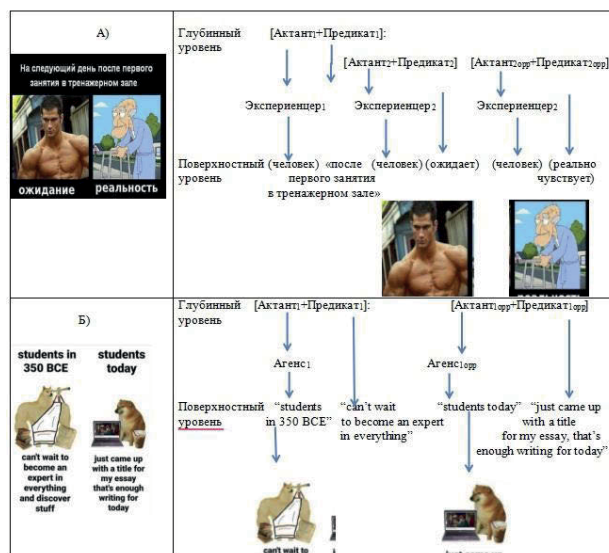 А)
На следующий день после первого
занятия в тренажерном зале
ожидание
реальность
Глубинный [Актант1+Предикат1]:
уровень
[Актант2+Предикат2] [Актант2opp+Предикат2opp]
Экспериенцер1 Экспериенцер2 Экспериенцер2
Поверхностный (человек) «после (человек) (ожидает) (человек) (реально
уровень первого занятия чувствует)
в тренажерном зале»
Б)
students in
350 BCE
students
today
can't wait to
become an
expert in
everything
and discover
stuff
just came up
with a title for
my essay
that's enough
writing for
today
Глубинный [Актант1+Предикат1]: [Актант1opp+Предикат1opp]
уровень
Агенс1 Агенс1opp
Поверхностный "students "can't wait "students today" "just came up
уровень in 350 BCE" to become an expert with a title
in everything" for my essay, that's
enough writing for today"
can't wait to